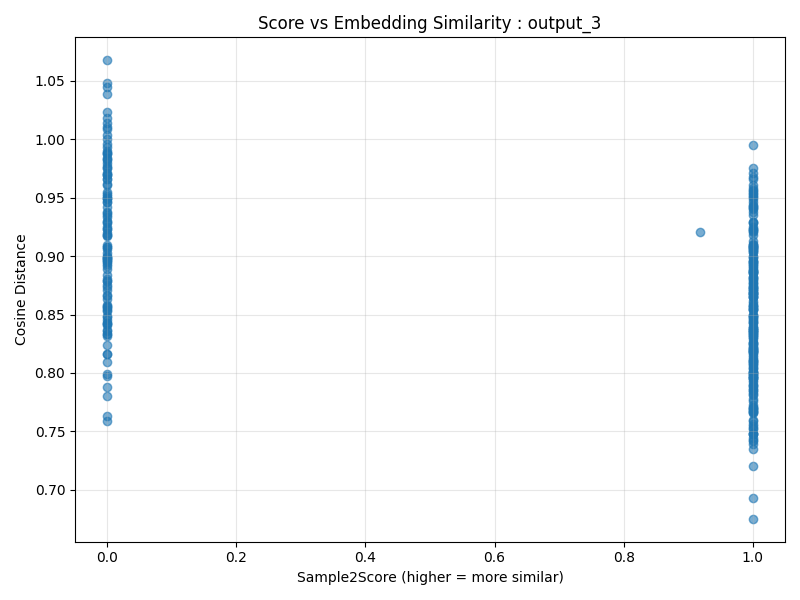 Score vs Embedding Similarity : output_3
Cosine Distance
1.05
1.00
0.95
0.90
0.85
0.80
0.75
0.70
0.0 0.2 0.4 0.6 0.8 1.0
Sample2Score (higher = more similar)